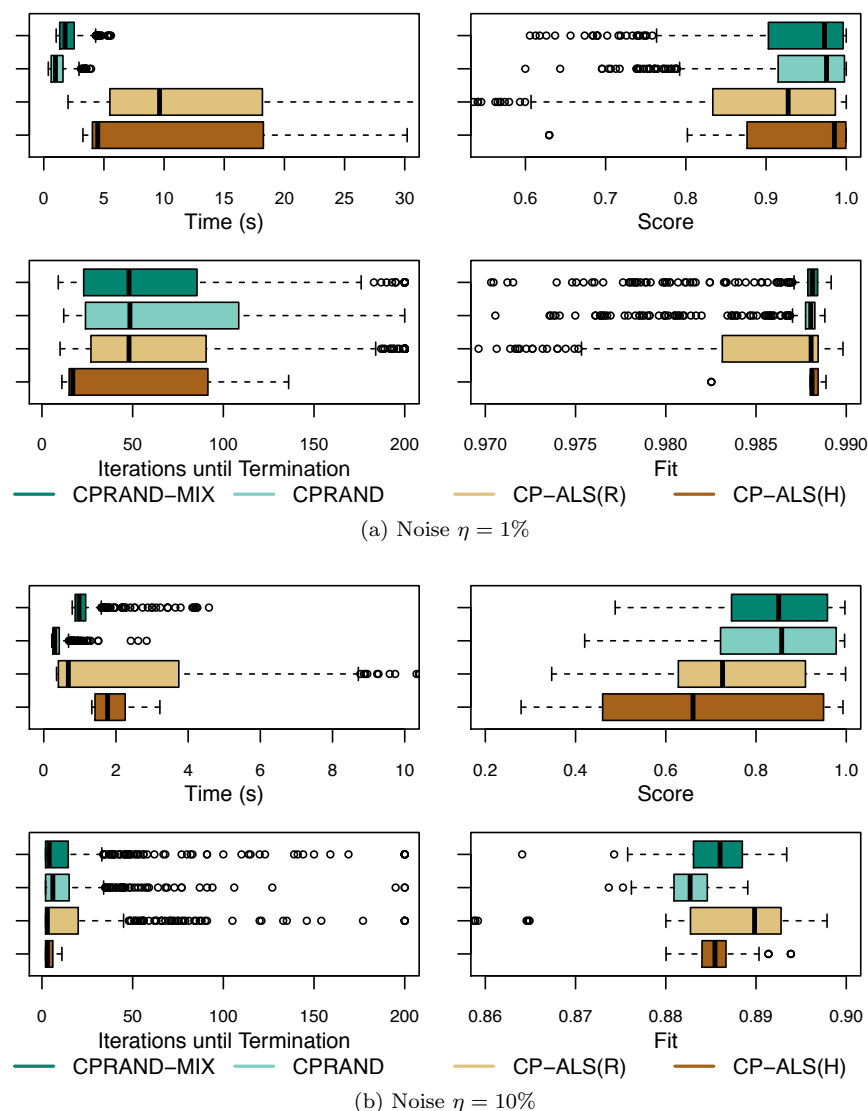 0 5 10 15 20 25 30
Time (s)
0.6 0.7 0.8 0.9 1.0
Score
0 50 100 150 200
Iterations until Termination
0.970 0.975 0.980 0.985 0.990
Fit
CPRAND−MIX CPRAND CP−ALS(R) CP−ALS(H)
(a) Noise η = 1%
0 2 4 6 8 10
Time (s)
0.2 0.4 0.6 0.8 1.0
Score
0 50 100 150 200
Iterations until Termination
0.86 0.87 0.88 0.89 0.90
Fit
CPRAND−MIX CPRAND CP−ALS(R) CP−ALS(H)
(b) Noise η = 10%